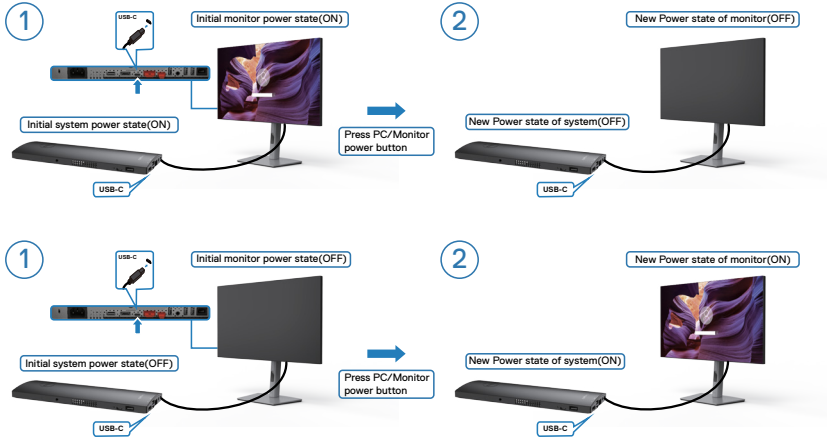 1
USB-C
Initial monitor power state(ON)
2
New Power state of monitor(OFF)
Initial system power state(ON)
Press PC/Monitor
power button
New Power state of system(OFF)
USB-C
USB-C
1
USB-C
Initial monitor power state(OFF)
2
New Power state of monitor(ON)
Initial system power state(OFF)
Press PC/Monitor
power button
New Power state of system(ON)
USB-C
USB-C